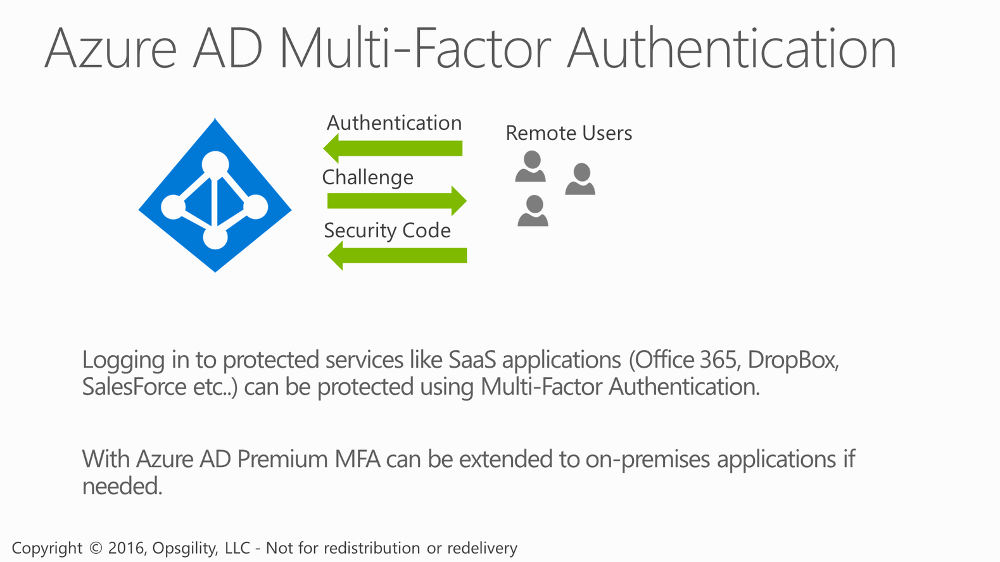 Azure AD Multi-Factor Authentication
Authentication
Remote Users
Challenge
Security Code
Logging in to protected services like SaaS applications (Office 365, DropBox,
SalesForce etc..) can be protected using Multi-Factor Authentication.
With Azure AD Premium MFA can be extended to on-premises applications if
needed.
Copyright © 2016, Opsgility, LLC - Not for redistribution or redelivery